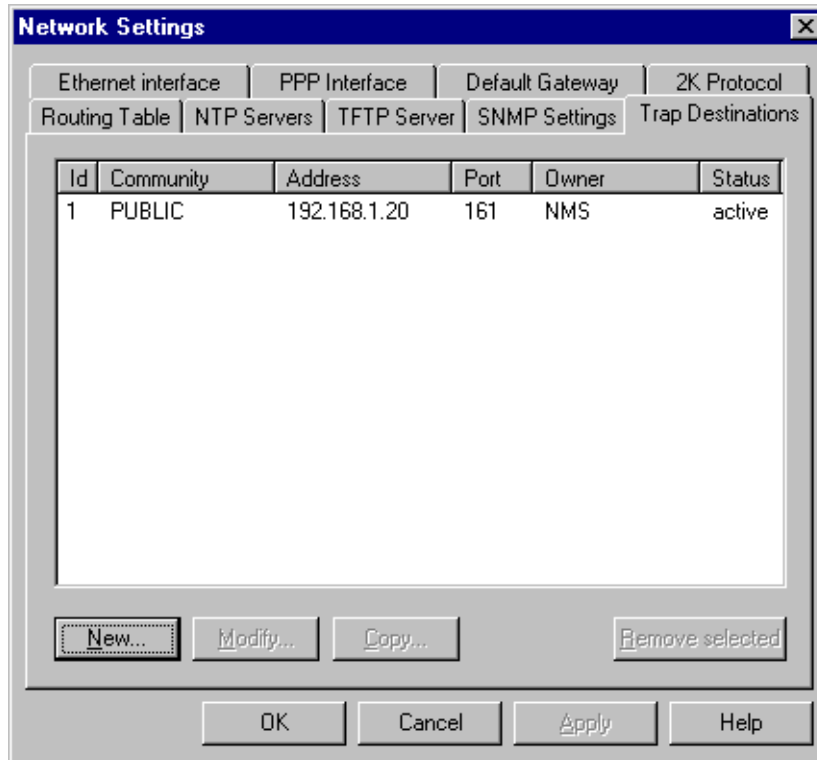 Network Settings
Ethernet interface PPP Interface Default Gateway 2K Protocol
Routing Table NTP Servers TFTP Server SNMP Settings Trap Destinations
Id Community Address Port Owner Status
1 PUBLIC 192.168.1.20 161 NMS active
New... Modify... Copy... Remove selected
OK Cancel Apply Help